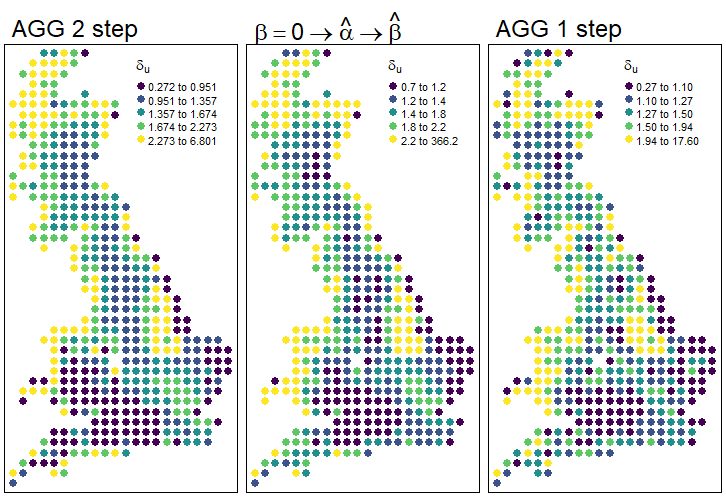 AGG 2 step
δu
0.272 to 0.951
0.951 to 1.357
1.357 to 1.674
1.674 to 2.273
2.273 to 6.801
β = 0 → α̂ → β̂
δu
0.7 to 1.2
1.2 to 1.4
1.4 to 1.8
1.8 to 2.2
2.2 to 366.2
AGG 1 step
δu
0.27 to 1.10
1.10 to 1.27
1.27 to 1.50
1.50 to 1.94
1.94 to 17.60